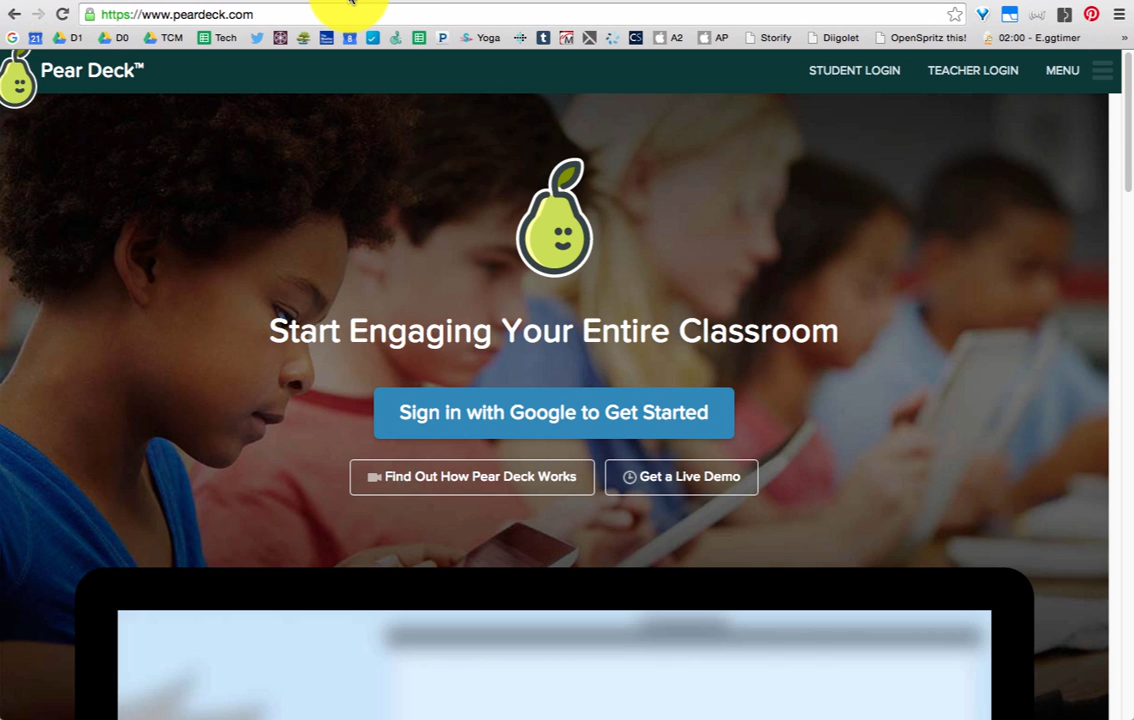 https://www.peardeck.com
21 D1 D0 TCM Tech 8 P Yoga t M CS A2 AP Storify Diigolet OpenSpritz this! 02:00 - E.ggtimer »
Pear Deck™ STUDENT LOGIN TEACHER LOGIN MENU
Start Engaging Your Entire Classroom
Sign in with Google to Get Started
Find Out How Pear Deck Works Get a Live Demo